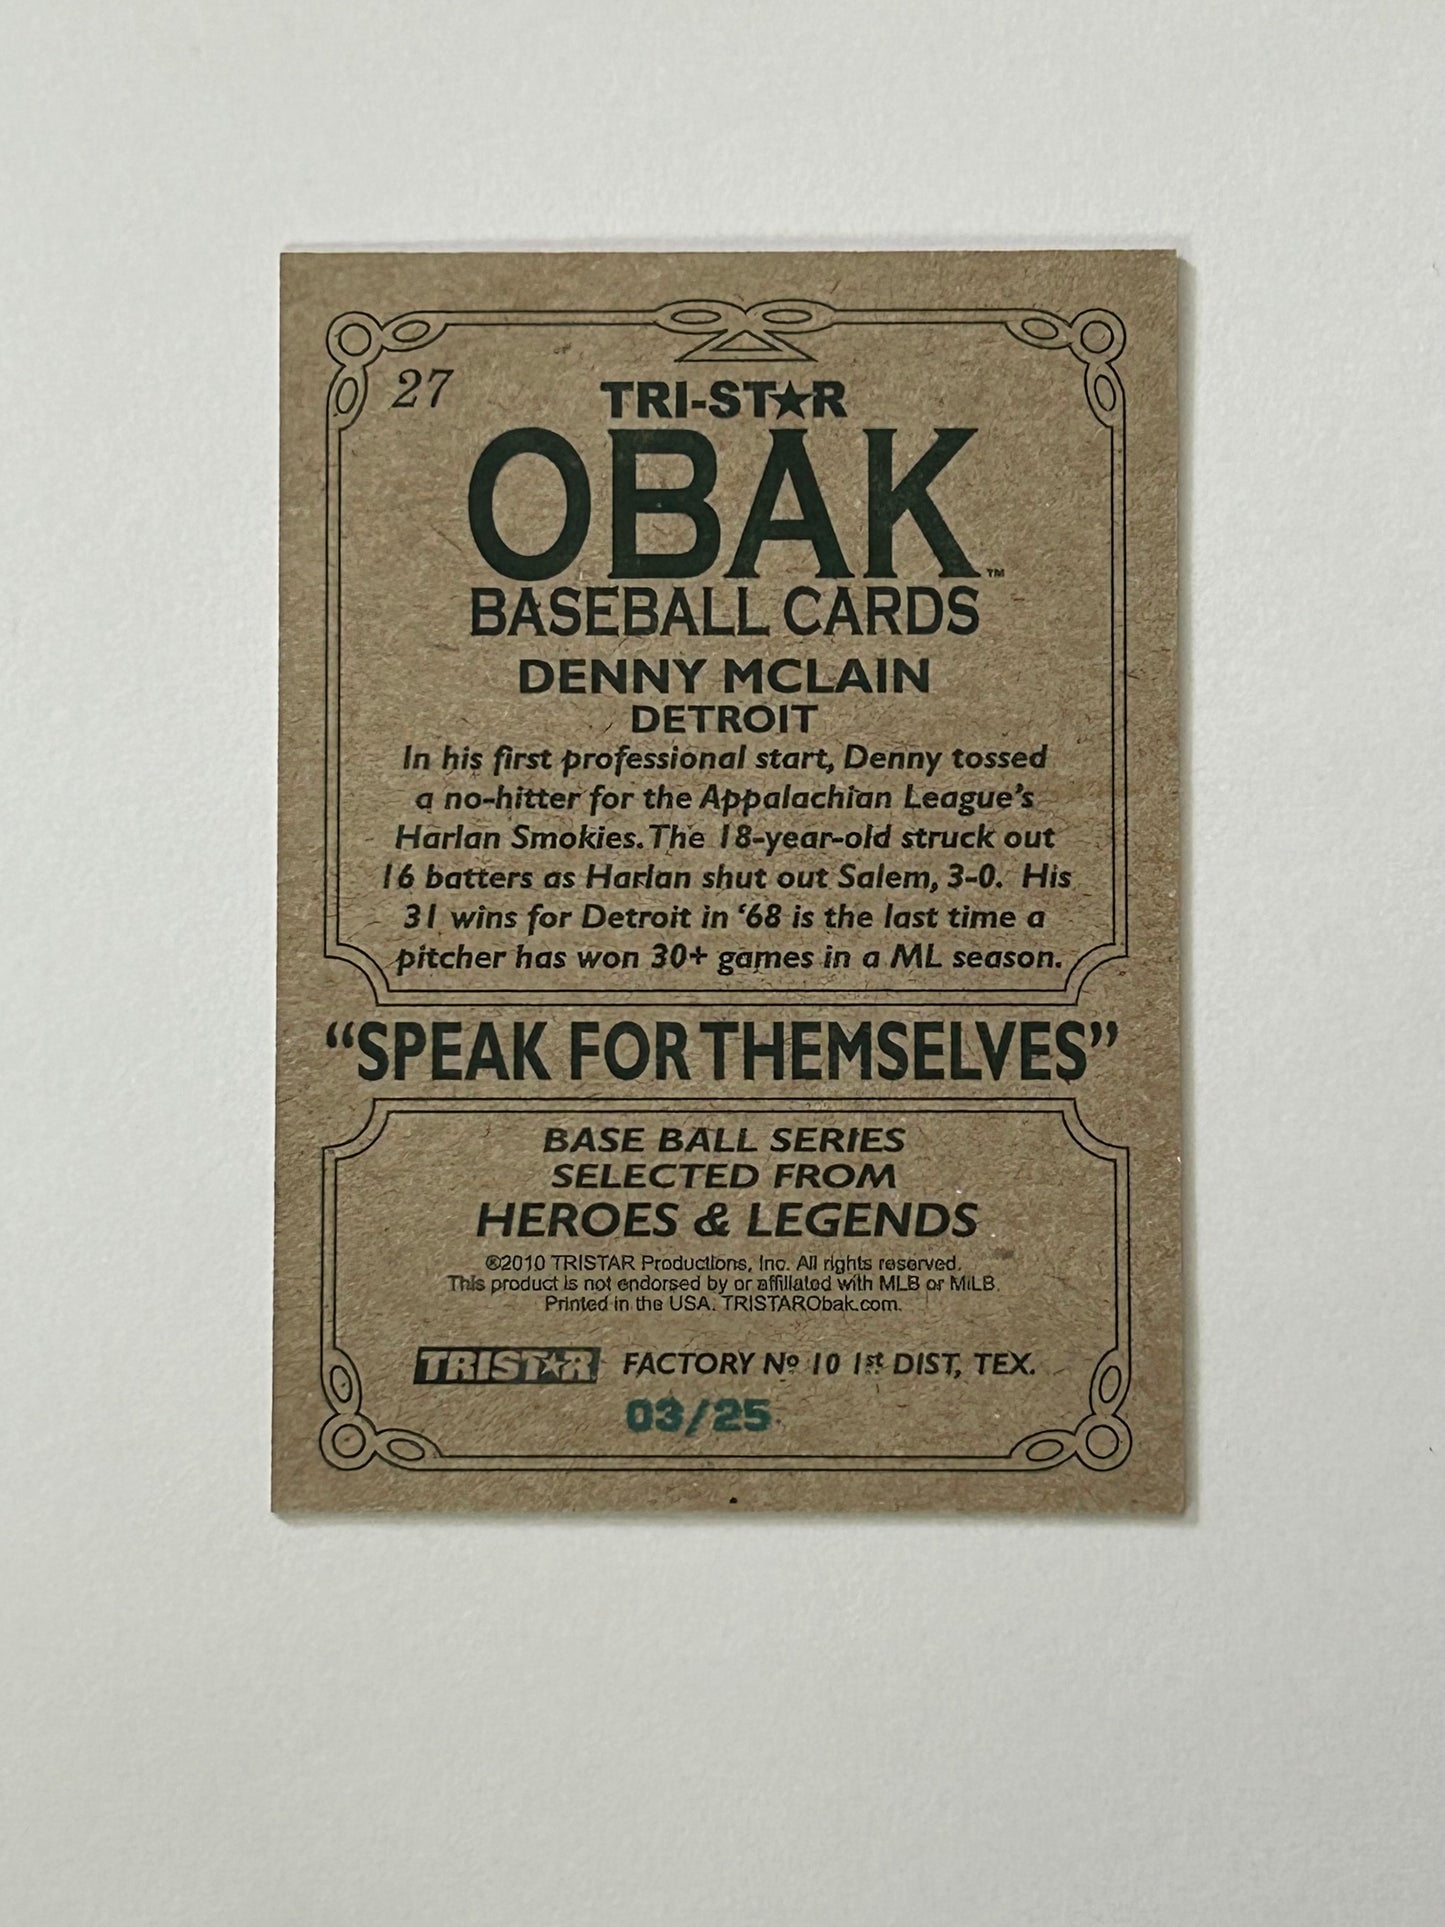 27
TRI-ST★R
OBAK™
BASEBALL CARDS
DENNY MCLAIN
DETROIT
In his first professional start, Denny tossed
a no-hitter for the Appalachian League's
Harlan Smokies. The 18-year-old struck out
16 batters as Harlan shut out Salem, 3-0. His
31 wins for Detroit in ‘68 is the last time a
pitcher has won 30+ games in a ML season.
“SPEAK FOR THEMSELVES”
BASE BALL SERIES
SELECTED FROM
HEROES & LEGENDS
©2010 TRISTAR Productions, Inc. All rights reserved.
This product is not endorsed by or affiliated with MLB or MiLB.
Printed in the USA. TRISTARObak.com.
TRIST★R FACTORY Nº 10 1st DIST, TEX.
03/25